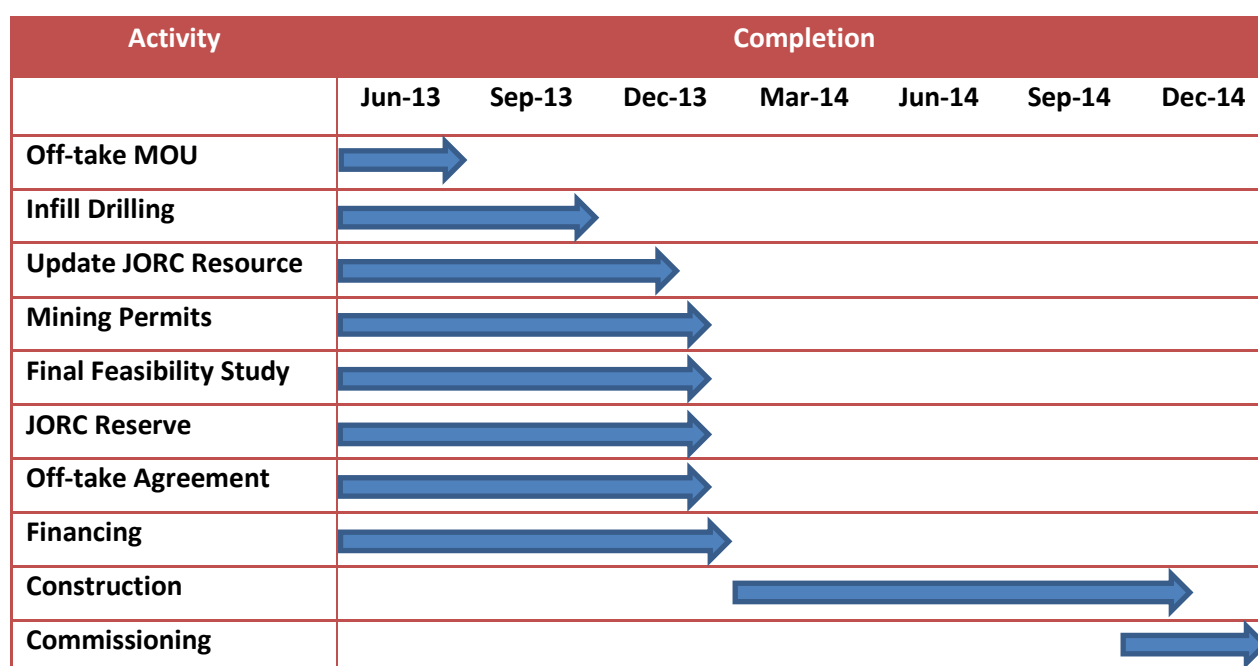 Activity Completion
Jun-13 Sep-13 Dec-13 Mar-14 Jun-14 Sep-14 Dec-14
Off-take MOU
Infill Drilling
Update JORC Resource
Mining Permits
Final Feasibility Study
JORC Reserve
Off-take Agreement
Financing
Construction
Commissioning